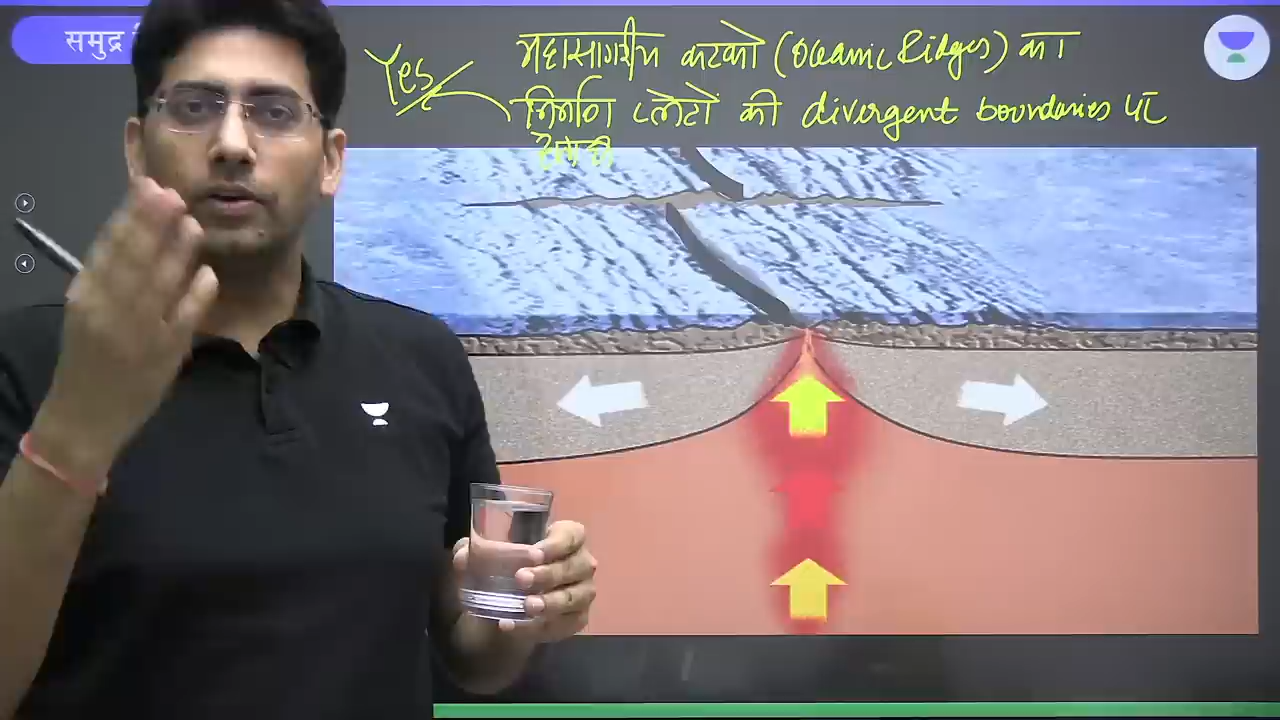 समुद्र
Yes महासागरीय कटको (Oceanic Ridges) का
निर्माण प्लेटों की divergent boundaries पर